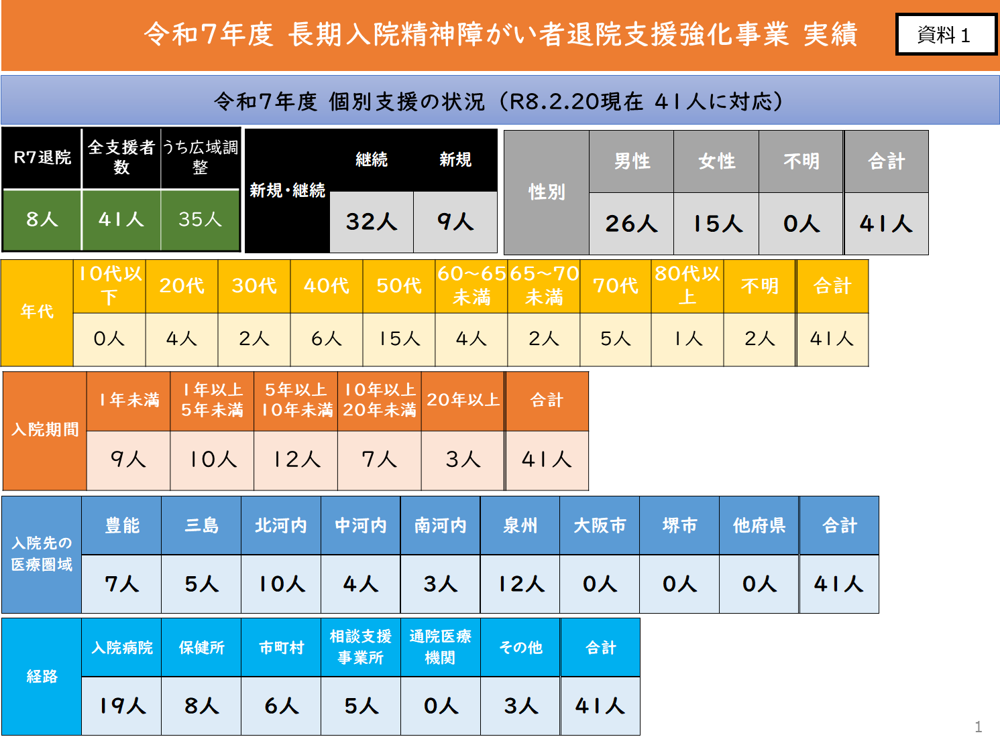 令和7年度 長期入院精神障がい者退院支援強化事業 実績
資料1
令和7年度 個別支援の状況（R8.2.20現在 41人に対応）
R7退院 全支援者数 うち広域調整
8人 41人 35人
新規・継続 継続 新規
32人 9人
性別 男性 女性 不明 合計
26人 15人 0人 41人
年代 10代以下 20代 30代 40代 50代 60～65未満 65～70未満 70代 80代以上 不明 合計
0人 4人 2人 6人 15人 4人 2人 5人 1人 2人 41人
入院期間 1年未満 1年以上5年未満 5年以上10年未満 10年以上20年未満 20年以上 合計
9人 10人 12人 7人 3人 41人
入院先の医療圏域 豊能 三島 北河内 中河内 南河内 泉州 大阪市 堺市 他府県 合計
7人 5人 10人 4人 3人 12人 0人 0人 0人 41人
経路 入院病院 保健所 市町村 相談支援事業所 通院医療機関 その他 合計
19人 8人 6人 5人 0人 3人 41人
1